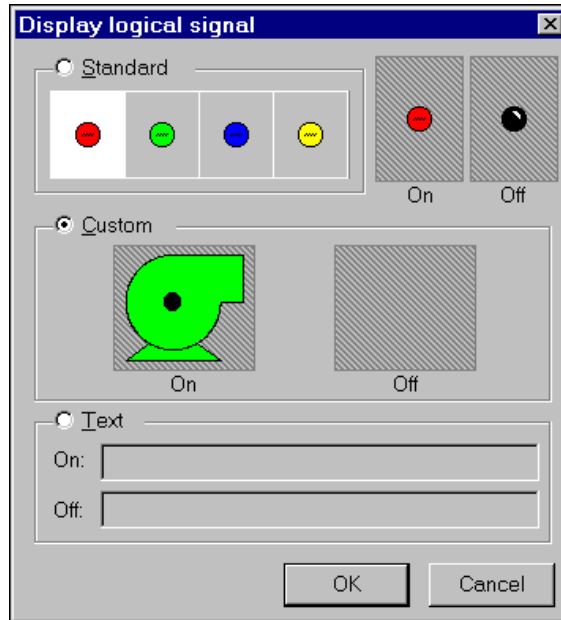 Display logical signal
Standard
On Off
Custom
On Off
Text
On:
Off:
OK Cancel